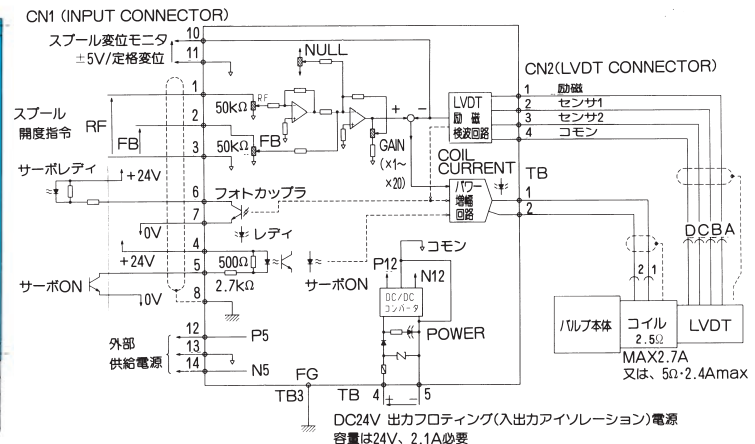 CN1 (INPUT CONNECTOR)
スプール変位モニタ
±5V/定格変位
10
11
NULL
CN2(LVDT CONNECTOR)
1 励磁
2 センサ1
3 センサ2
4 コモン
LVDT
励磁
検波回路
スプール
開度指令
RF
FB
1
2
3
50kΩ
RF
50kΩ
FB
+
−
GAIN
(×1~
×20)
COIL
CURRENT
TB
パワー
増幅
回路
1
2
サーボレディ
+24V
0V
6
7
フォトカップラ
レディ
4
+24V
5
500Ω
2.7kΩ
サーボON
サーボON
0V
8
コモン
P12
N12
DC/DC
コンバータ
POWER
D C B A
2 1
バルブ本体
コイル
2.5Ω
LVDT
MAX2.7A
又は、5Ω・2.4Amax
外部
供給電源
12
13
14
P5
N5
FG
TB3
TB
4
+
−
5
DC24V 出力フロティング(入出力アイソレーション)電源
容量は24V、2.1A必要